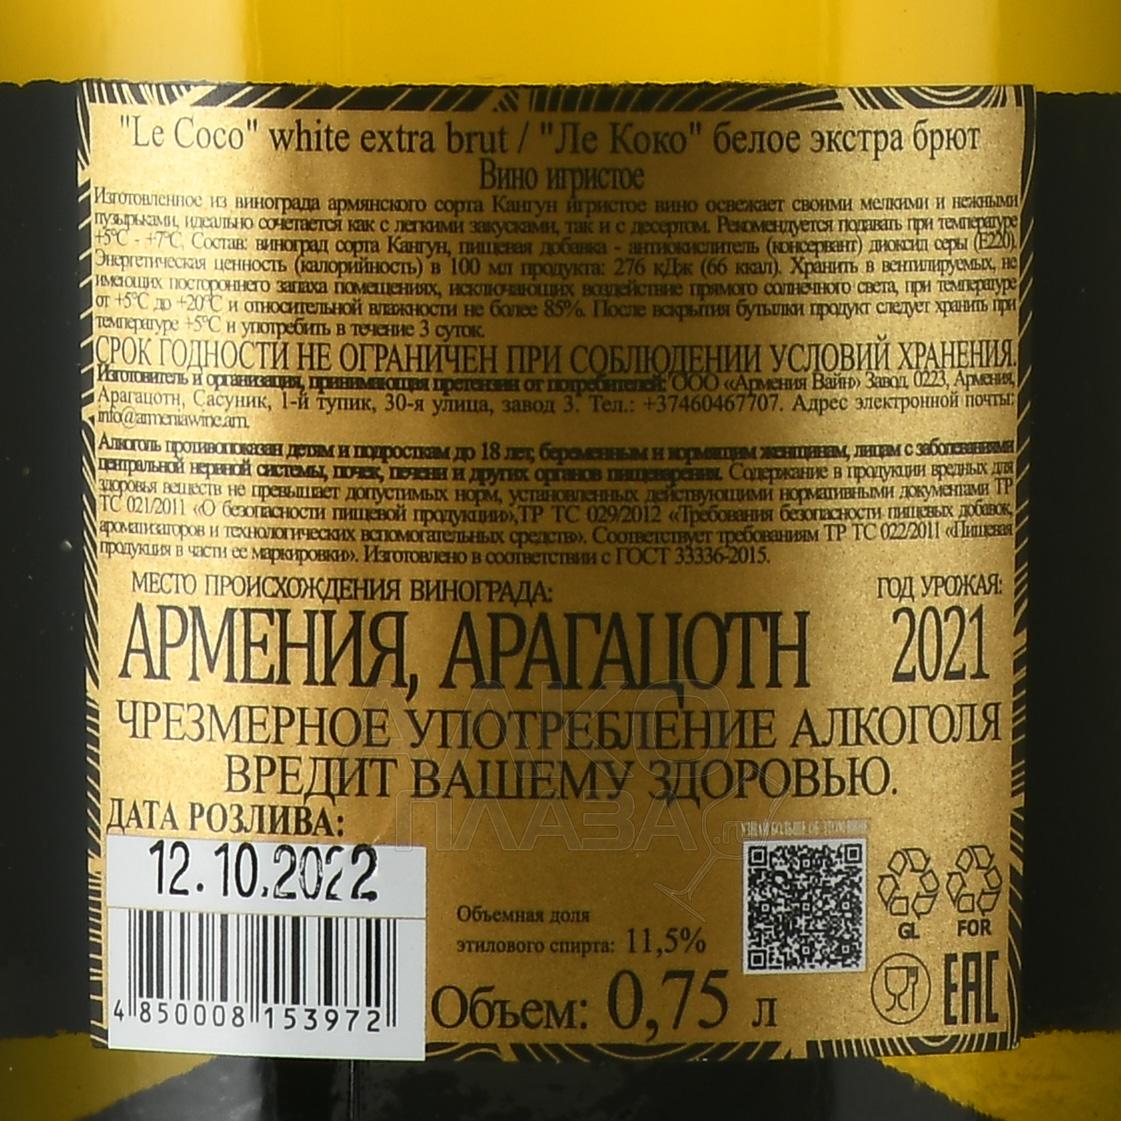 "Le Coco" white extra brut / "Ле Коко" белое экстра брют
Вино игристое
Изготовленное из винограда армянского сорта Кангун игристое вино освежает своими мелкими и нежными
пузырьками, идеально сочетается как с легкими закусками, так и с десертом. Рекомендуется подавать при температуре
+5°C - +7°C, Состав: виноград сорта Кангун, пищевая добавка - антиокислитель (консервант) диоксид серы (Е220).
Энергетическая ценность (калорийность) в 100 мл продукта: 276 кДж (66 ккал). Хранить в вентилируемых, не
имеющих постороннего запаха помещениях, исключающих воздействие прямого солнечного света, при температуре
от +5°C до +20°C и относительной влажности не более 85%. После вскрытия бутылки продукт следует хранить при
температуре +5°C и употребить в течение 3 суток.
СРОК ГОДНОСТИ НЕ ОГРАНИЧЕН ПРИ СОБЛЮДЕНИИ УСЛОВИЙ ХРАНЕНИЯ.
Изготовитель и организация, принимающая претензии от потребителей: ООО «Армения Вайн» Завод. 0223, Армения,
Арагацотн, Сасуник, 1-й тупик, 30-я улица, завод 3. Тел.: +37460467707. Адрес электронной почты:
info@armeniawine.am.
Алкоголь противопоказан детям и подросткам до 18 лет, беременным и кормящим женщинам, лицам с заболеваниями
центральной нервной системы, почек, печени и других органов пищеварения. Содержание в продукции вредных для
здоровья веществ не превышает допустимых норм, установленных действующими нормативными документами ТР
ТС 021/2011 «О безопасности пищевой продукции»,ТР ТС 029/2012 «Требования безопасности пищевых добавок,
ароматизаторов и технологических вспомогательных средств». Соответствует требованиям ТР ТС 022/2011 «Пищевая
продукция в части ее маркировки». Изготовлено в соответствии с ГОСТ 33336-2015.
МЕСТО ПРОИСХОЖДЕНИЯ ВИНОГРАДА: ГОД УРОЖАЯ:
АРМЕНИЯ, АРАГАЦОТН 2021
ЧРЕЗМЕРНОЕ УПОТРЕБЛЕНИЕ АЛКОГОЛЯ
ВРЕДИТ ВАШЕМУ ЗДОРОВЬЮ.
АЛКО
ПЛАЗА.ru
ДАТА РОЗЛИВА:
12.10.2022
УЗНАЙ БОЛЬШЕ ОБ ЭТОМ ВИНЕ
Объемная доля
этилового спирта: 11,5%
GL FOR
Объем: 0,75 л
EAC
4 850008 153972